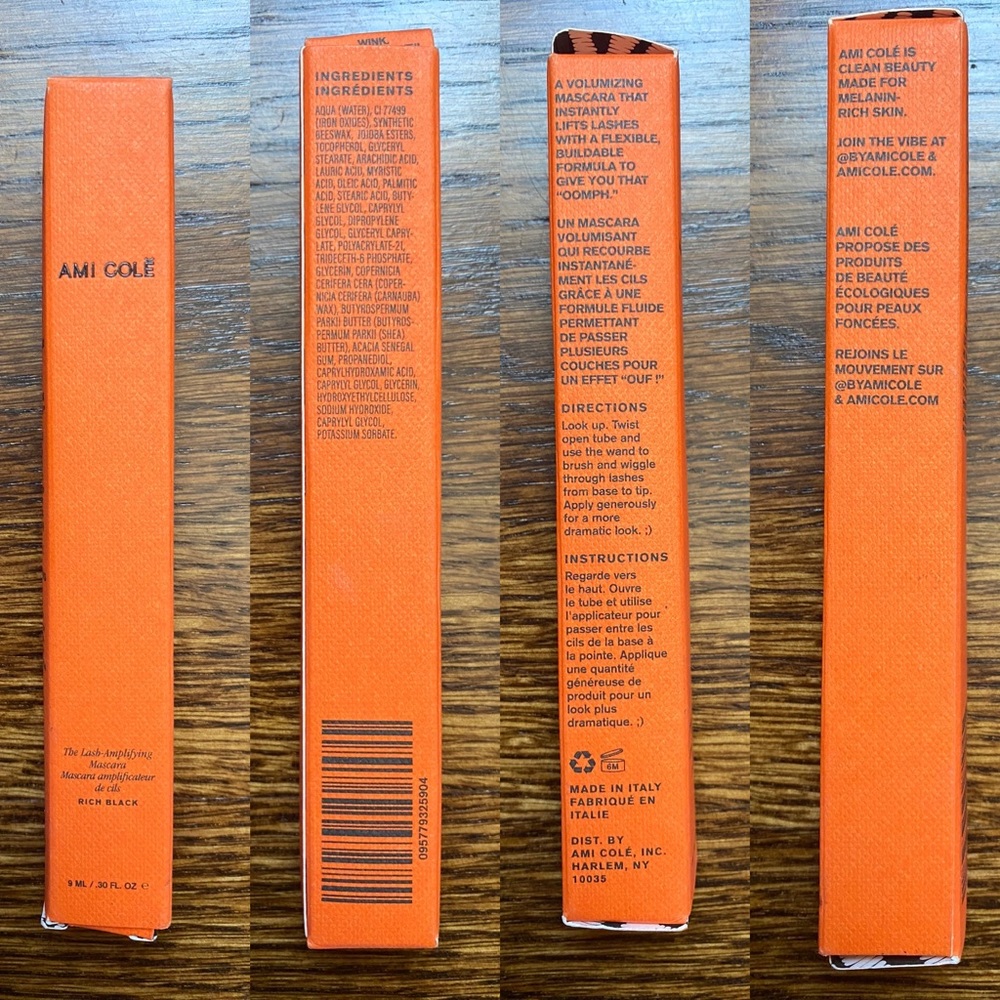 AMI COLÉ
The Lash-Amplifying
Mascara
Mascara amplificateur
de cils
RICH BLACK
9 ML / .30 FL. OZ ℮
WINK.
INGREDIENTS
INGRÉDIENTS
AQUA (WATER), CI 77499
(IRON OXIDES), SYNTHETIC
BEESWAX, JOJOBA ESTERS,
TOCOPHEROL, GLYCERYL
STEARATE, ARACHIDIC ACID,
LAURIC ACID, MYRISTIC
ACID, OLEIC ACID, PALMITIC
ACID, STEARIC ACID, BUTY-
LENE GLYCOL, CAPRYLYL
GLYCOL, DIPROPYLENE
GLYCOL, GLYCERYL CAPRY-
LATE, POLYACRYLATE-21,
TRIDECETH-6 PHOSPHATE,
GLYCERIN, COPERNICIA
CERIFERA CERA (COPER-
NICIA CERIFERA (CARNAUBA)
WAX), BUTYROSPERMUM
PARKII BUTTER (BUTYROS-
PERMUM PARKII (SHEA)
BUTTER), ACACIA SENEGAL
GUM, PROPANEDIOL,
CAPRYLHYDROXAMIC ACID,
CAPRYLYL GLYCOL, GLYCERIN,
HYDROXYETHYLCELLULOSE,
SODIUM HYDROXIDE,
CAPRYLYL GLYCOL,
POTASSIUM SORBATE.
095779325904
A VOLUMIZING
MASCARA THAT
INSTANTLY
LIFTS LASHES
WITH A FLEXIBLE,
BUILDABLE
FORMULA TO
GIVE YOU THAT
“OOMPH.”
UN MASCARA
VOLUMISANT
QUI RECOURBE
INSTANTANÉ-
MENT LES CILS
GRÂCE À UNE
FORMULE FLUIDE
PERMETTANT
DE PASSER
PLUSIEURS
COUCHES POUR
UN EFFET “OUF !”
DIRECTIONS
Look up. Twist
open tube and
use the wand to
brush and wiggle
through lashes
from base to tip.
Apply generously
for a more
dramatic look. ;)
INSTRUCTIONS
Regarde vers
le haut. Ouvre
le tube et utilise
l'applicateur pour
passer entre les
cils de la base à
la pointe. Applique
une quantité
généreuse de
produit pour un
look plus
dramatique. ;)
6M
MADE IN ITALY
FABRIQUÉ EN
ITALIE
DIST. BY
AMI COLÉ, INC.
HARLEM, NY
10035
AMI COLÉ IS
CLEAN BEAUTY
MADE FOR
MELANIN-
RICH SKIN.
JOIN THE VIBE AT
@BYAMICOLE &
AMICOLE.COM.
AMI COLÉ
PROPOSE DES
PRODUITS
DE BEAUTÉ
ÉCOLOGIQUES
POUR PEAUX
FONCÉES.
REJOINS LE
MOUVEMENT SUR
@BYAMICOLE
& AMICOLE.COM